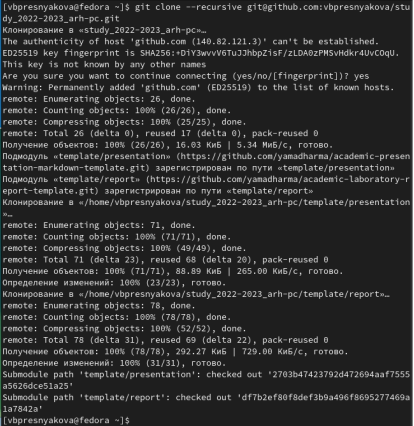 [vbpresnyakova@fedora ~]$ git clone --recursive git@github.com:vbpresnyakova/stu
dy_2022-2023_arh-pc.git
Клонирование в «study_2022-2023_arh-pc»…
The authenticity of host 'github.com (140.82.121.3)' can't be established.
ED25519 key fingerprint is SHA256:+DiY3wvvV6TuJJhbpZisF/zLDA0zPMSvHdkr4UvCOqU.
This key is not known by any other names
Are you sure you want to continue connecting (yes/no/[fingerprint])? yes
Warning: Permanently added 'github.com' (ED25519) to the list of known hosts.
remote: Enumerating objects: 26, done.
remote: Counting objects: 100% (26/26), done.
remote: Compressing objects: 100% (25/25), done.
remote: Total 26 (delta 0), reused 17 (delta 0), pack-reused 0
Получение объектов: 100% (26/26), 16.03 КиБ | 5.34 МиБ/с, готово.
Подмодуль «template/presentation» (https://github.com/yamadharma/academic-presen
tation-markdown-template.git) зарегистрирован по пути «template/presentation»
Подмодуль «template/report» (https://github.com/yamadharma/academic-laboratory-r
eport-template.git) зарегистрирован по пути «template/report»
Клонирование в «/home/vbpresnyakova/study_2022-2023_arh-pc/template/presentation
»…
remote: Enumerating objects: 71, done.
remote: Counting objects: 100% (71/71), done.
remote: Compressing objects: 100% (49/49), done.
remote: Total 71 (delta 23), reused 68 (delta 20), pack-reused 0
Получение объектов: 100% (71/71), 88.89 КиБ | 265.00 КиБ/с, готово.
Определение изменений: 100% (23/23), готово.
Клонирование в «/home/vbpresnyakova/study_2022-2023_arh-pc/template/report»…
remote: Enumerating objects: 78, done.
remote: Counting objects: 100% (78/78), done.
remote: Compressing objects: 100% (52/52), done.
remote: Total 78 (delta 31), reused 69 (delta 22), pack-reused 0
Получение объектов: 100% (78/78), 292.27 КиБ | 729.00 КиБ/с, готово.
Определение изменений: 100% (31/31), готово.
Submodule path 'template/presentation': checked out '2703b47423792d472694aaf7555
a5626dce51a25'
Submodule path 'template/report': checked out 'df7b2ef80f8def3b9a496f8695277469a
1a7842a'
[vbpresnyakova@fedora ~]$